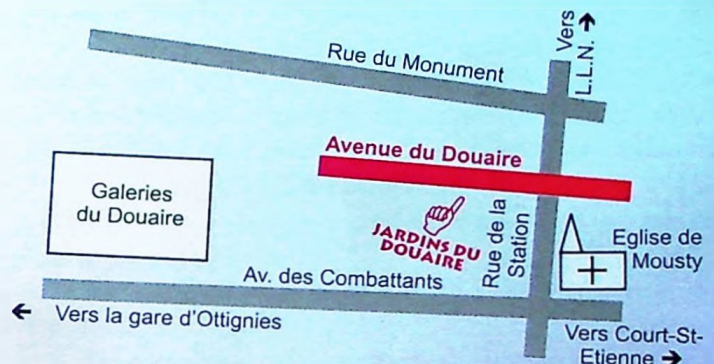 Vers
L.L.N. →
Rue du Monument
Avenue du Douaire
Galeries
du Douaire
JARDINS DU
DOUAIRE
Rue de la
Station
Eglise de
Mousty
Av. des Combattants
← Vers la gare d'Ottignies
Vers Court-St-
Etienne →